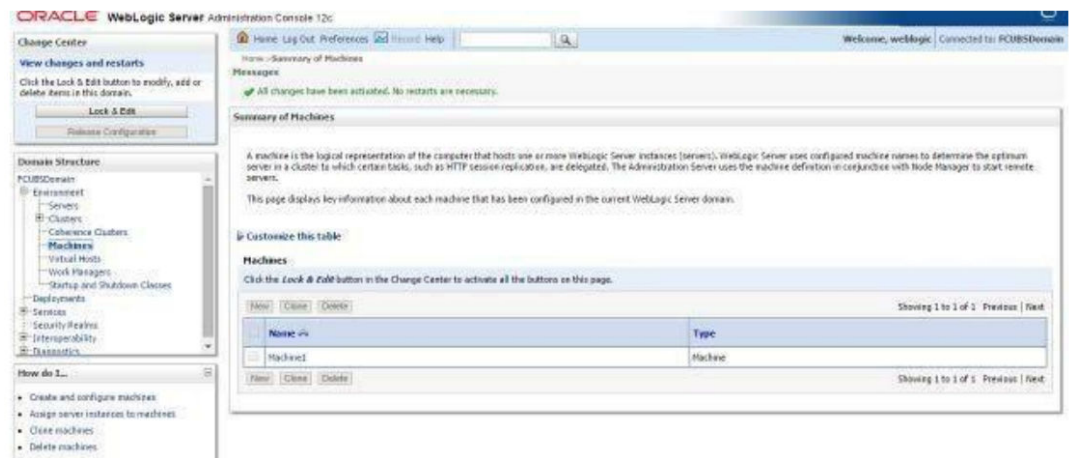 ORACLE WebLogic Server Administration Console 12c
Change Center
View changes and restarts
Click the Lock & Edit button to modify, add or
delete items in this domain.
Lock & Edit
Release Configuration
Domain Structure
FCUBSDomain
Environment
Servers
Clusters
Coherence Clusters
Machines
Virtual Hosts
Work Managers
Startup and Shutdown Classes
Deployments
Services
Security Realms
Interoperability
Diagnostics
How do I...
Create and configure machines
Assign server instances to machines
Clone machines
Delete machines
Home Log Out Preferences Record Help
Welcome, weblogic Connected to: FCUBSDomain
Home >Summary of Machines
Messages
All changes have been activated. No restarts are necessary.
Summary of Machines
A machine is the logical representation of the computer that hosts one or more WebLogic Server instances (servers). WebLogic Server uses configured machine names to determine the optimum
server in a cluster to which certain tasks, such as HTTP session replication, are delegated. The Administration Server uses the machine definition in conjunction with Node Manager to start remote
servers.
This page displays key information about each machine that has been configured in the current WebLogic Server domain.
Customize this table
Machines
Click the Lock & Edit button in the Change Center to activate all the buttons on this page.
New Clone Delete Showing 1 to 1 of 1 Previous | Next
Name Type
Machine1 Machine
New Clone Delete Showing 1 to 1 of 1 Previous | Next